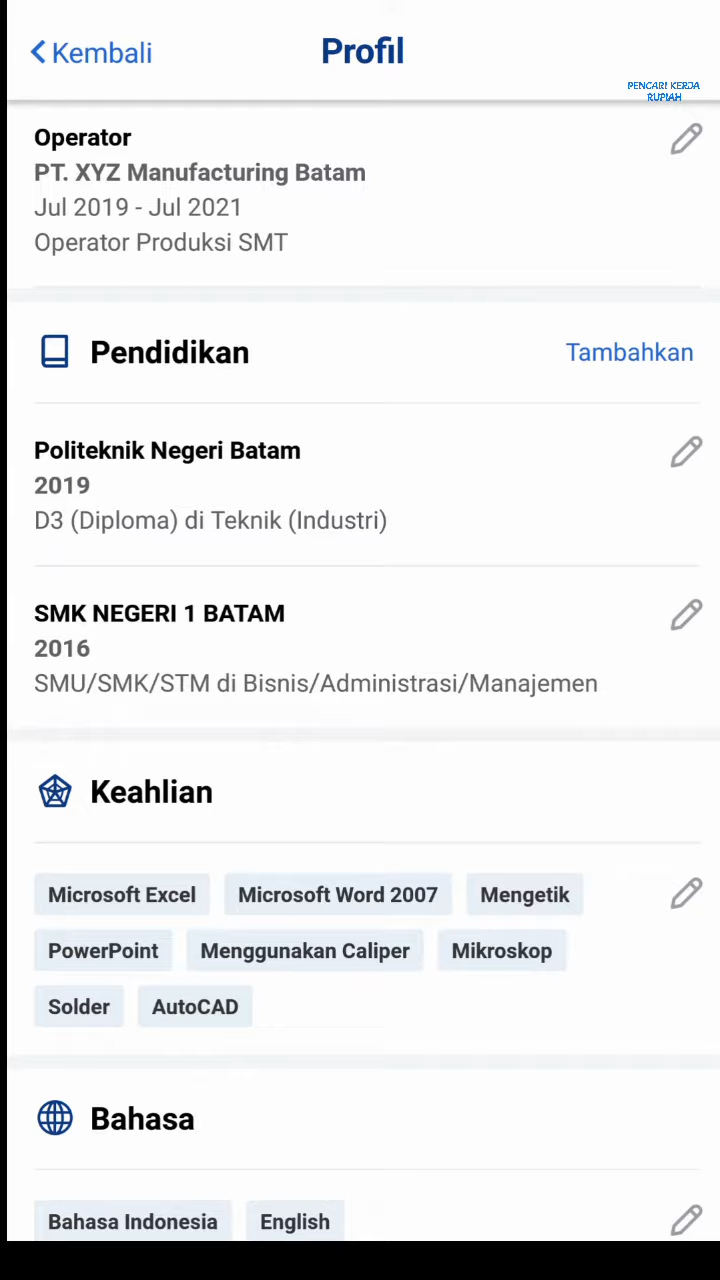 Kembali
Profil
PENCARI KERJA
RUPIAH
Operator
PT. XYZ Manufacturing Batam
Jul 2019 - Jul 2021
Operator Produksi SMT
Pendidikan
Tambahkan
Politeknik Negeri Batam
2019
D3 (Diploma) di Teknik (Industri)
SMK NEGERI 1 BATAM
2016
SMU/SMK/STM di Bisnis/Administrasi/Manajemen
Keahlian
Microsoft Excel Microsoft Word 2007 Mengetik
PowerPoint Menggunakan Caliper Mikroskop
Solder AutoCAD
Bahasa
Bahasa Indonesia English